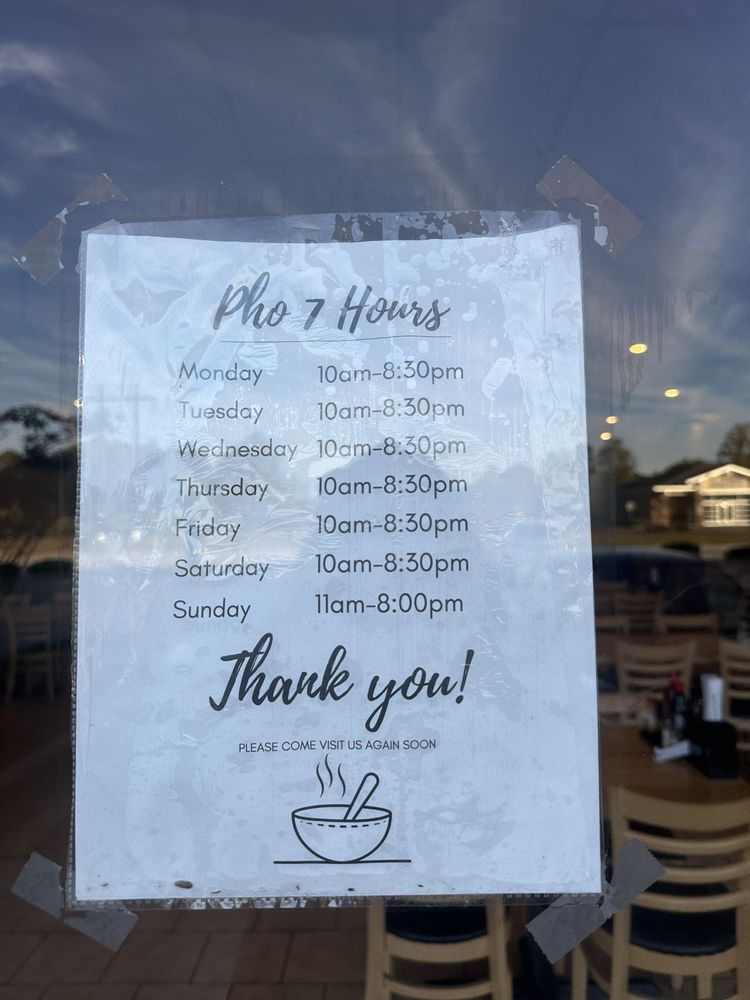 Pho 7 Hours
Monday 10am-8:30pm
Tuesday 10am-8:30pm
Wednesday 10am-8:30pm
Thursday 10am-8:30pm
Friday 10am-8:30pm
Saturday 10am-8:30pm
Sunday 11am-8:00pm
Thank you!
PLEASE COME VISIT US AGAIN SOON